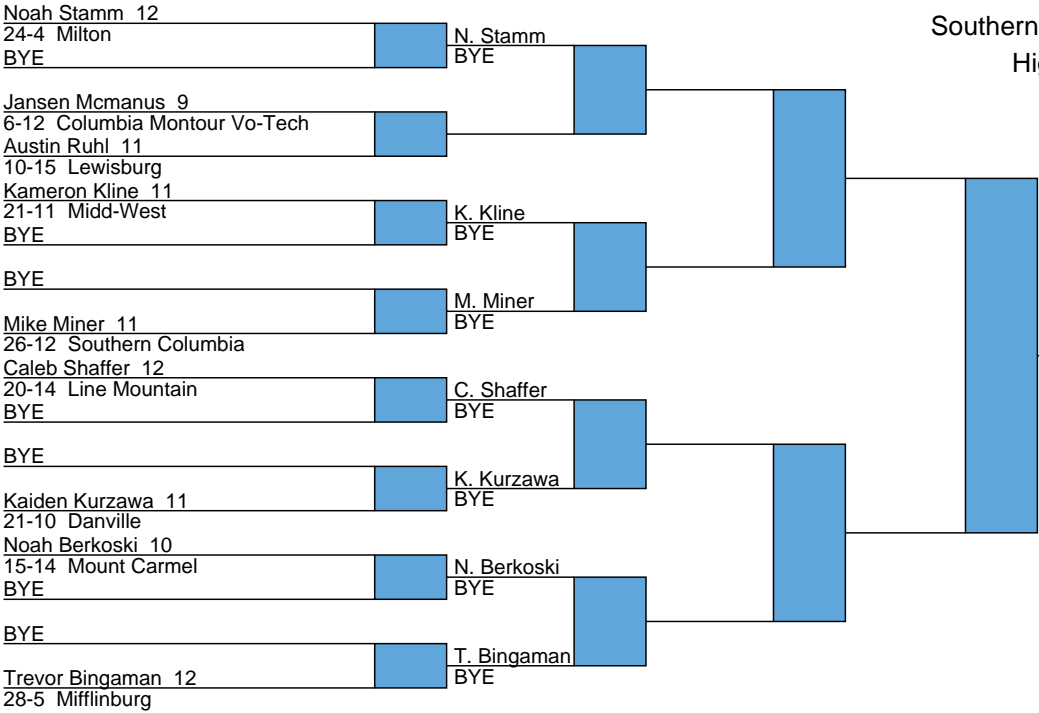 Noah Stamm 12
24-4 Milton
BYE
Jansen Mcmanus 9
6-12 Columbia Montour Vo-Tech
Austin Ruhl 11
10-15 Lewisburg
Kameron Kline 11
21-11 Midd-West
BYE
BYE
Mike Miner 11
26-12 Southern Columbia
Caleb Shaffer 12
20-14 Line Mountain
BYE
BYE
Kaiden Kurzawa 11
21-10 Danville
Noah Berkoski 10
15-14 Mount Carmel
BYE
BYE
Trevor Bingaman 12
28-5 Mifflinburg
N. Stamm
BYE
K. Kline
BYE
M. Miner
BYE
C. Shaffer
BYE
K. Kurzawa
BYE
N. Berkoski
BYE
T. Bingaman
BYE
Southern